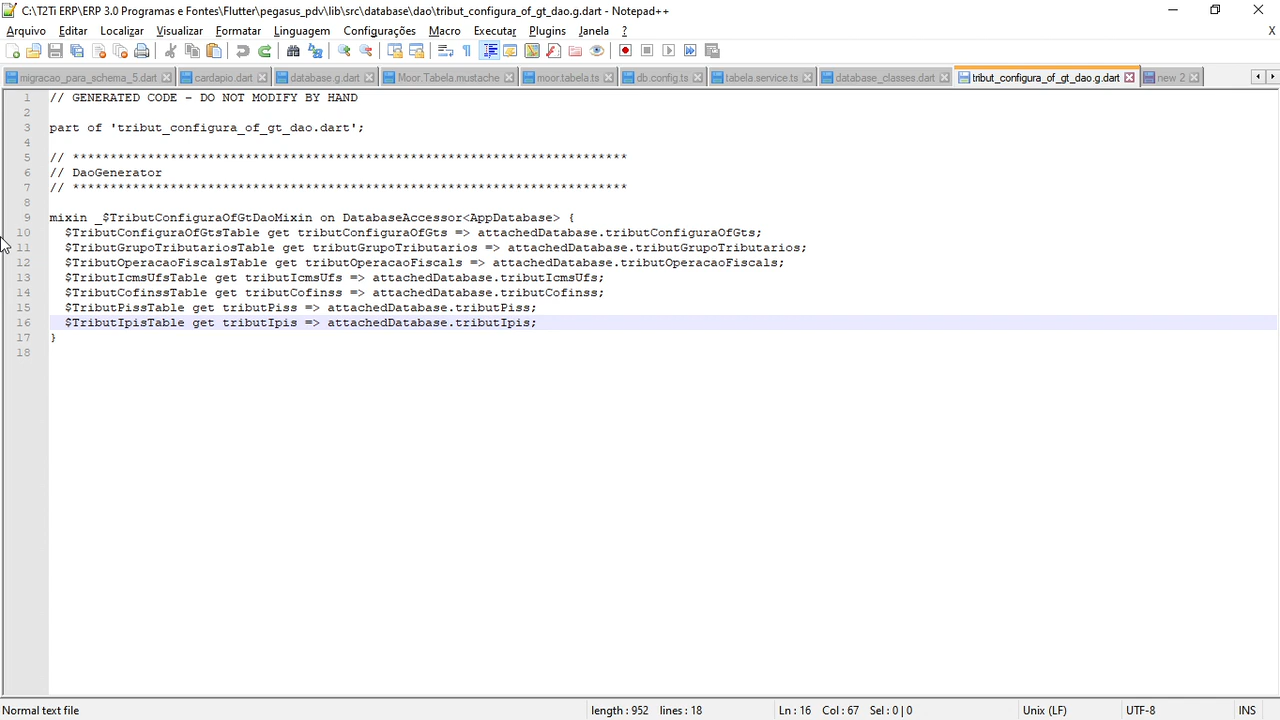 C:\T2Ti ERP\ERP 3.0 Programas e Fontes\Flutter\pegasus_pdv\lib\src\database\dao\tribut_configura_of_gt_dao.g.dart - Notepad++
Arquivo Editar Localizar Visualizar Formatar Linguagem Configurações Macro Executar Plugins Janela ? X
migracao_para_schema_5.dart cardapio.dart database.g.dart Moor.Tabela.mustache moor.tabela.ts db.config.ts tabela.service.ts database_classes.dart tribut_configura_of_gt_dao.g.dart new 2
1 // GENERATED CODE - DO NOT MODIFY BY HAND
2
3 part of 'tribut_configura_of_gt_dao.dart';
4
5 // **************************************************************************
6 // DaoGenerator
7 // **************************************************************************
8
9 mixin _$TributConfiguraOfGtDaoMixin on DatabaseAccessor<AppDatabase> {
10 $TributConfiguraOfGtsTable get tributConfiguraOfGts => attachedDatabase.tributConfiguraOfGts;
11 $TributGrupoTributariosTable get tributGrupoTributarios => attachedDatabase.tributGrupoTributarios;
12 $TributOperacaoFiscalsTable get tributOperacaoFiscals => attachedDatabase.tributOperacaoFiscals;
13 $TributIcmsUfsTable get tributIcmsUfs => attachedDatabase.tributIcmsUfs;
14 $TributCofinssTable get tributCofinss => attachedDatabase.tributCofinss;
15 $TributPissTable get tributPiss => attachedDatabase.tributPiss;
16 $TributIpisTable get tributIpis => attachedDatabase.tributIpis;
17 }
18
Normal text file length : 952 lines : 18 Ln : 16 Col : 67 Sel : 0 | 0 Unix (LF) UTF-8 INS